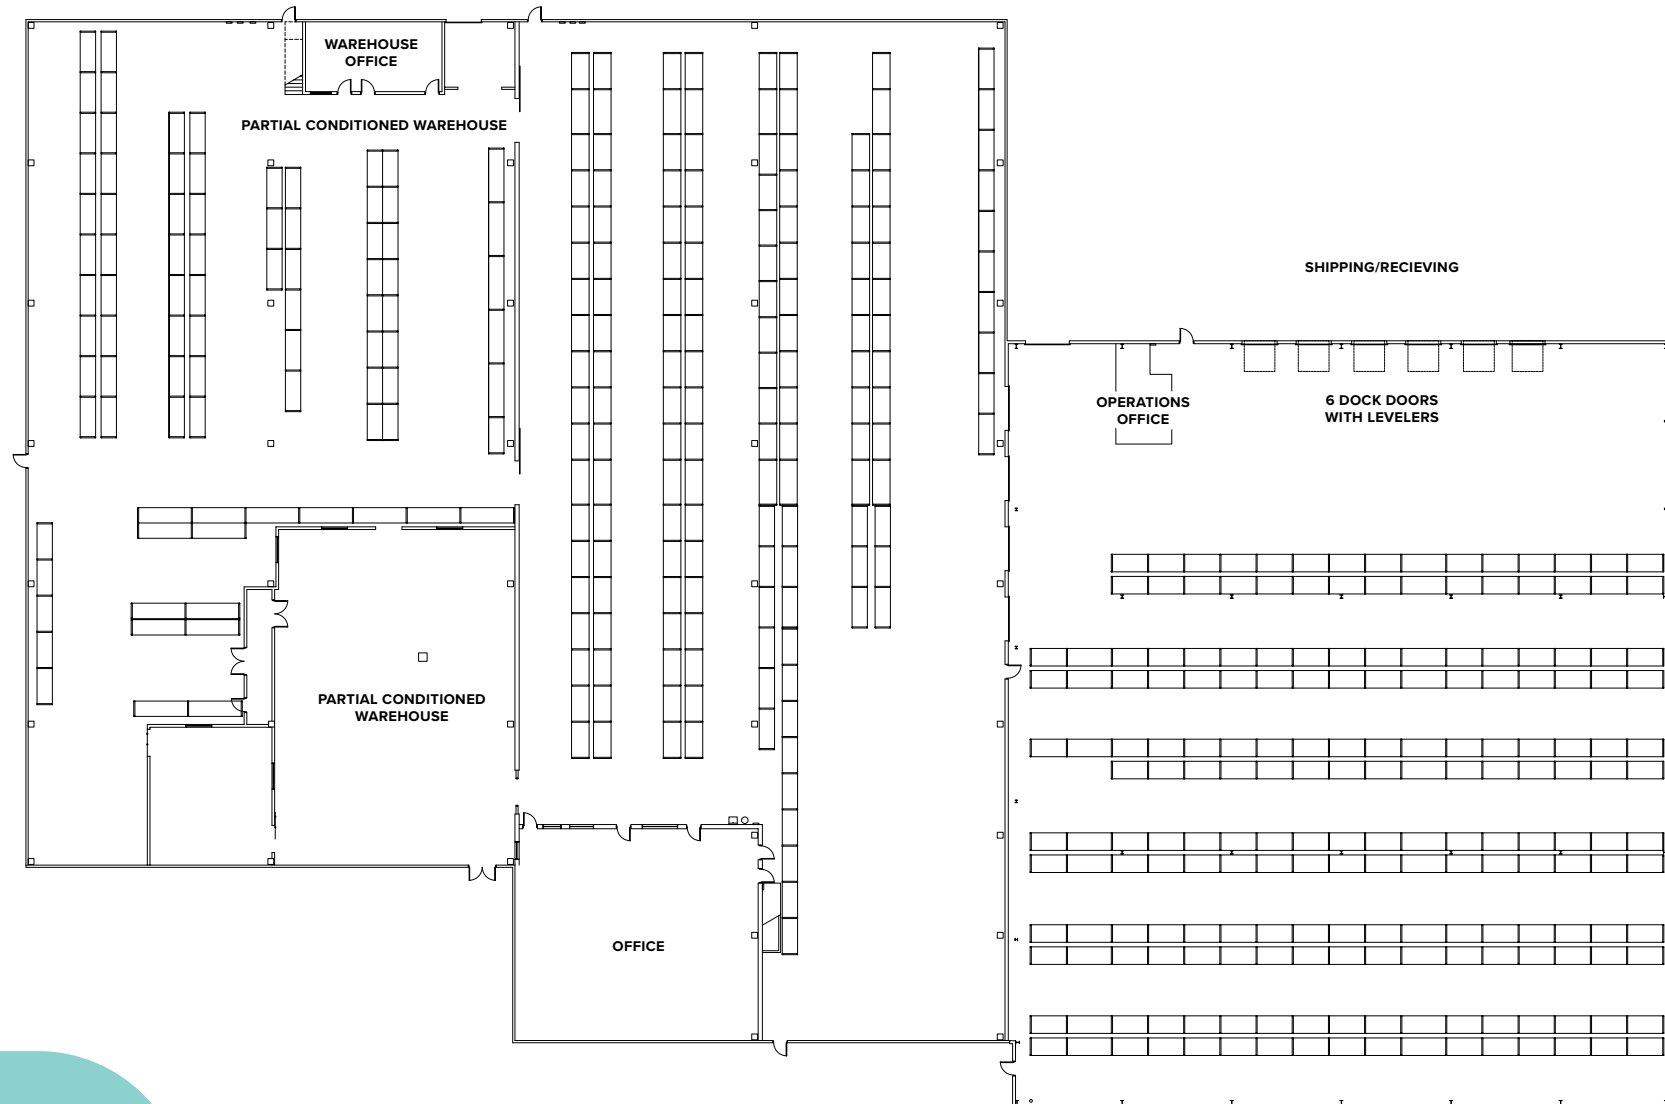 WAREHOUSE
OFFICE
PARTIAL CONDITIONED WAREHOUSE
SHIPPING/RECIEVING
OPERATIONS
OFFICE
6 DOCK DOORS
WITH LEVELERS
PARTIAL CONDITIONED
WAREHOUSE
OFFICE